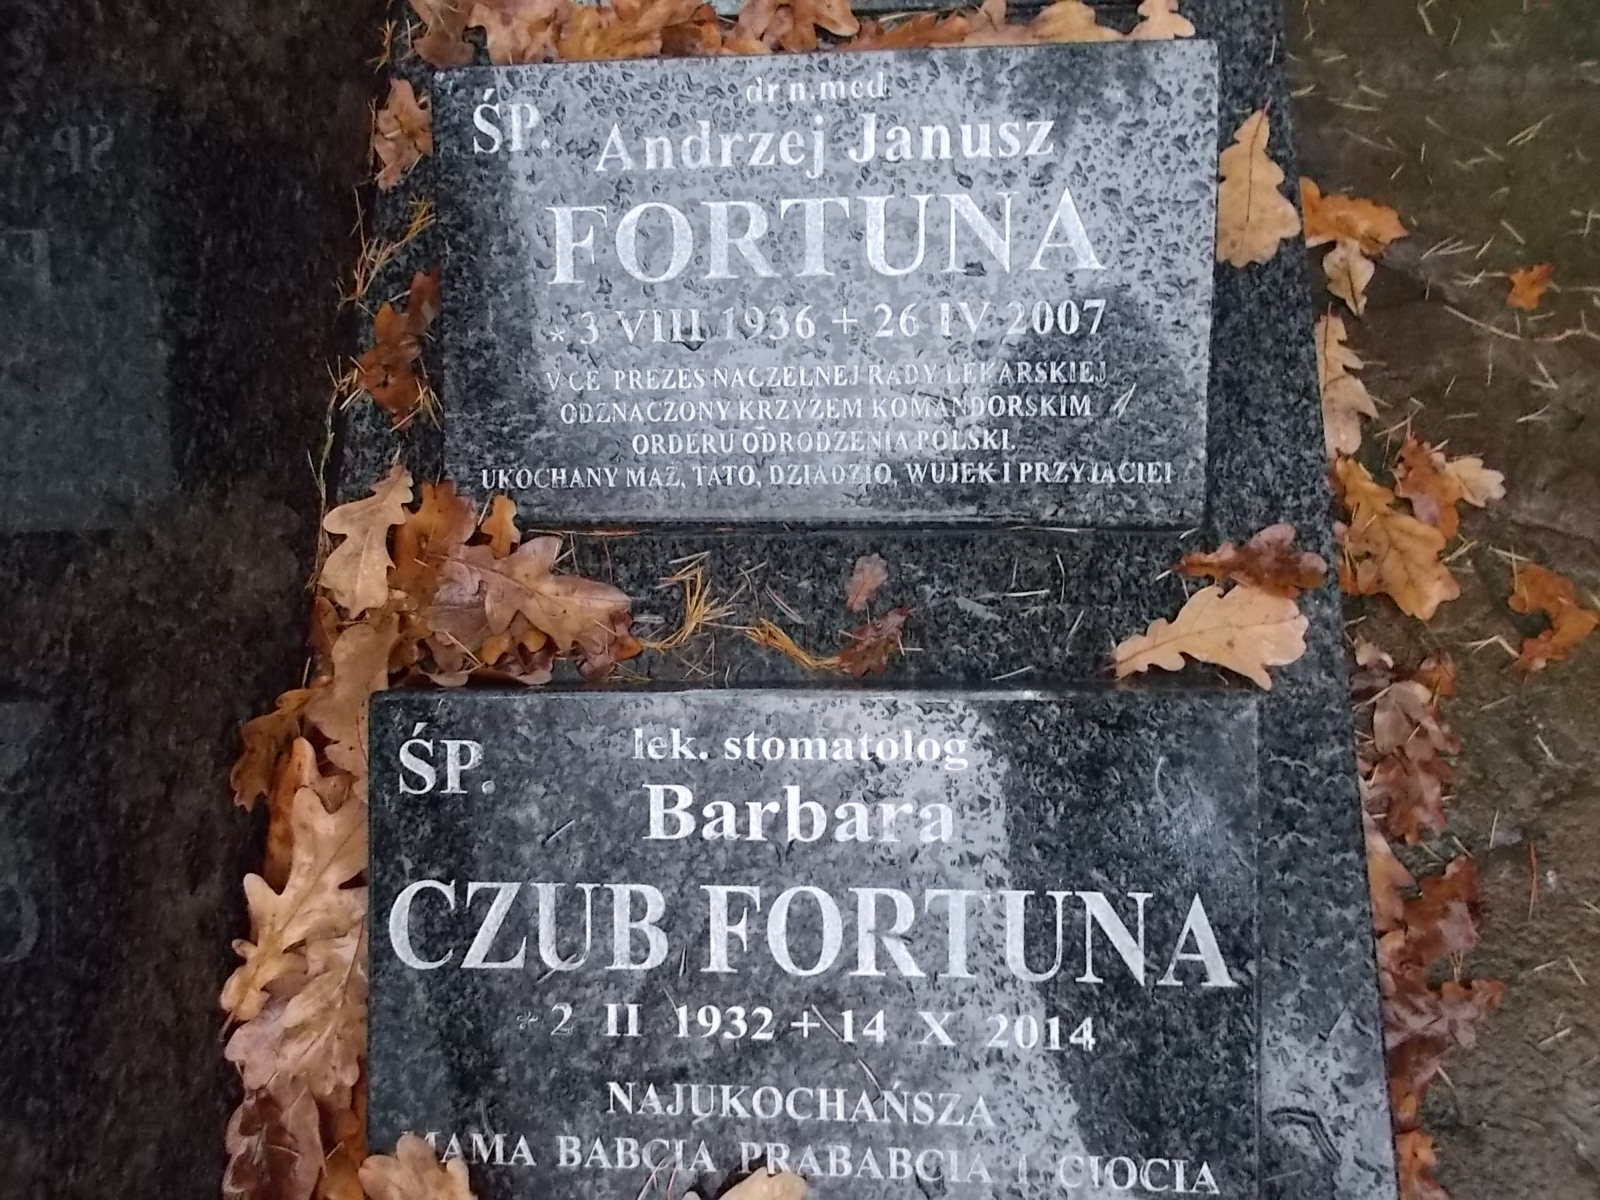 dr n.med
ŚP. Andrzej Janusz
FORTUNA
* 3 VIII 1936 + 26 IV 2007
VICE PREZES NACZELNEJ RADY LEKARSKIEJ
ODZNACZONY KRZYŻEM KOMANDORSKIM
ORDERU ODRODZENIA POLSKI.
UKOCHANY MĄŻ, TATO, DZIADZIO, WUJEK I PRZYJACIEL
ŚP. lek. stomatolog
Barbara
CZUB FORTUNA
* 2 II 1932 + 14 X 2014
NAJUKOCHAŃSZA
MAMA BABCIA PRABABCIA I CIOCIA